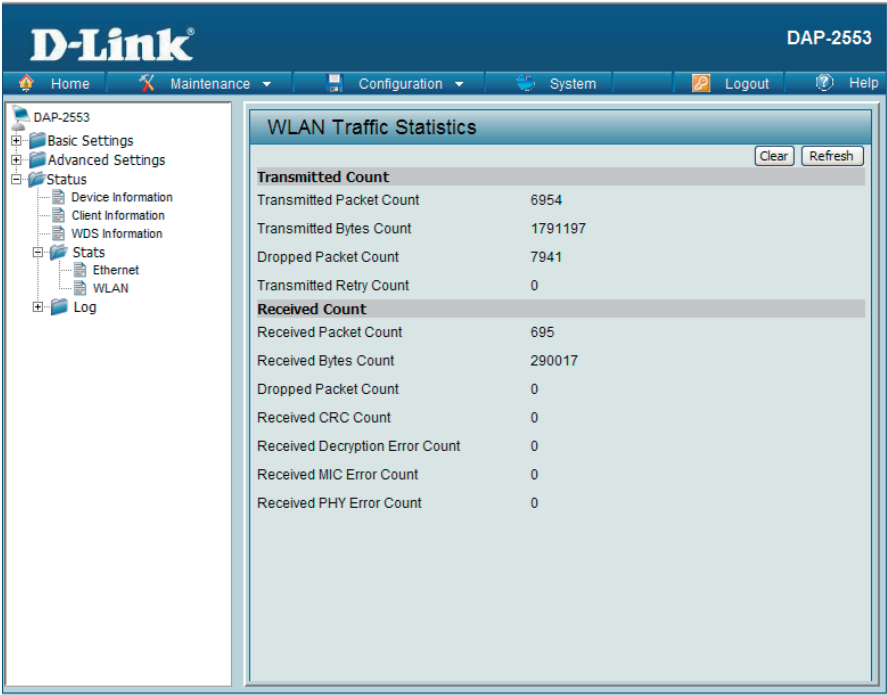 D-Link®
DAP-2553
Home Maintenance Configuration System Logout Help
DAP-2553
Basic Settings
Advanced Settings
Status
Device Information
Client Information
WDS Information
Stats
Ethernet
WLAN
Log
WLAN Traffic Statistics
Clear Refresh
Transmitted Count
Transmitted Packet Count 6954
Transmitted Bytes Count 1791197
Dropped Packet Count 7941
Transmitted Retry Count 0
Received Count
Received Packet Count 695
Received Bytes Count 290017
Dropped Packet Count 0
Received CRC Count 0
Received Decryption Error Count 0
Received MIC Error Count 0
Received PHY Error Count 0